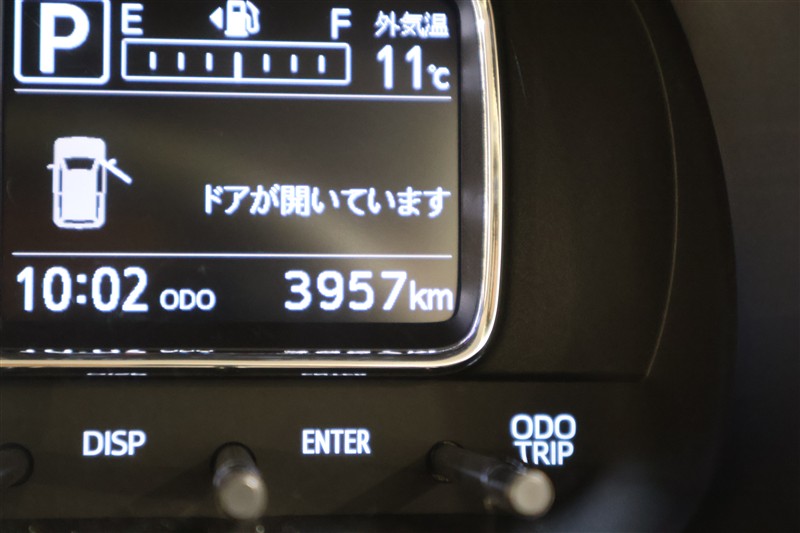 P
E F
外気温
11℃
ドアが開いています
10:02 ODO 3957km
DISP ENTER ODO
TRIP